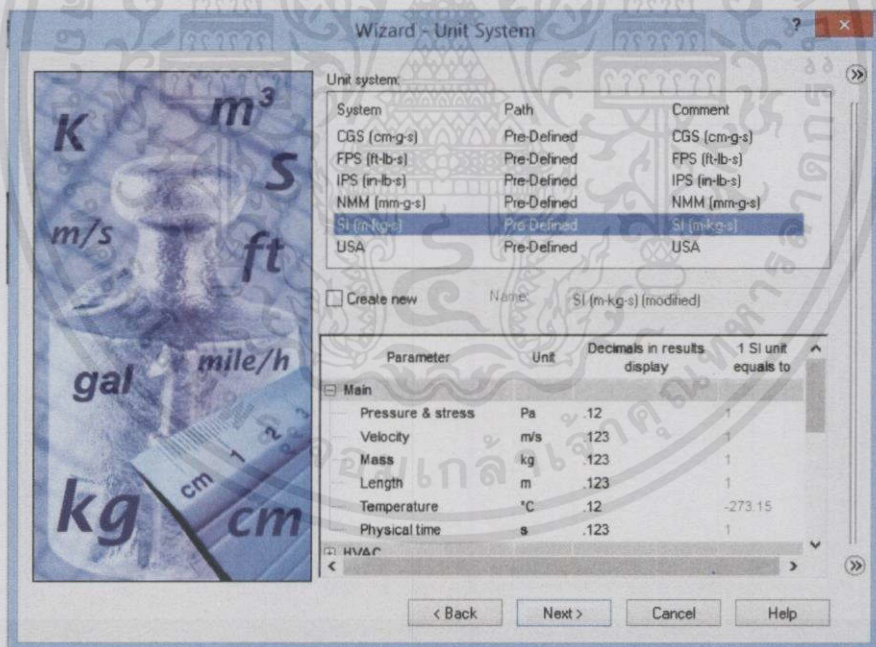 Wizard - Unit System
?
K
m³
S
m/s
ft
gal
mile/h
cm 1 2 3
kg
cm
Unit system:
System Path Comment
CGS (cm-g-s) Pre-Defined CGS (cm-g-s)
FPS (ft-lb-s) Pre-Defined FPS (ft-lb-s)
IPS (in-lb-s) Pre-Defined IPS (in-lb-s)
NMM (mm-g-s) Pre-Defined NMM (mm-g-s)
SI (m-kg-s) Pre-Defined SI (m-kg-s)
USA Pre-Defined USA
Create new Name: SI (m-kg-s) (modified)
Parameter Unit Decimals in results display 1 SI unit equals to
Main
Pressure & stress Pa .12 1
Velocity m/s .123 1
Mass kg .123 1
Length m .123 1
Temperature °C .12 -273.15
Physical time s .123 1
HVAC
< Back Next > Cancel Help